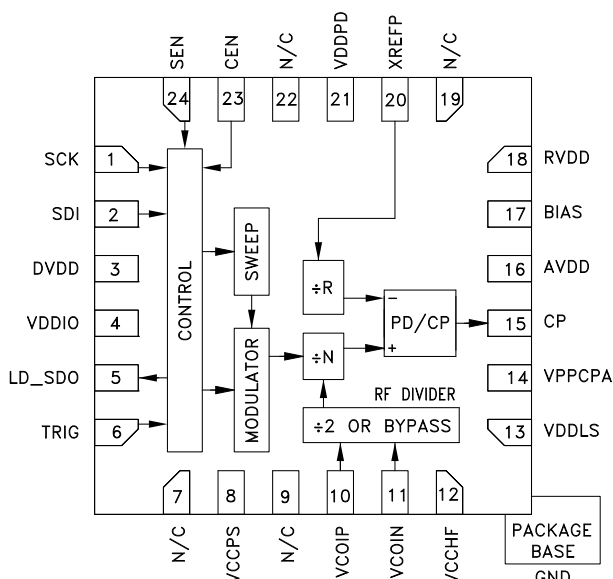 SEN
CEN
N/C
VDDPD
XREFP
N/C
24
23
22
21
20
19
SCK
1
18
RVDD
SDI
2
17
BIAS
DVDD
3
16
AVDD
VDDIO
4
15
CP
LD_SDO
5
14
VPPCPA
TRIG
6
13
VDDLS
CONTROL
SWEEP
MODULATOR
÷R
÷N
−
+
PD/CP
RF DIVIDER
÷2 OR BYPASS
7
8
9
10
11
12
N/C
VCCPS
N/C
VCOIP
VCOIN
VCCHF
PACKAGE
BASE
GND